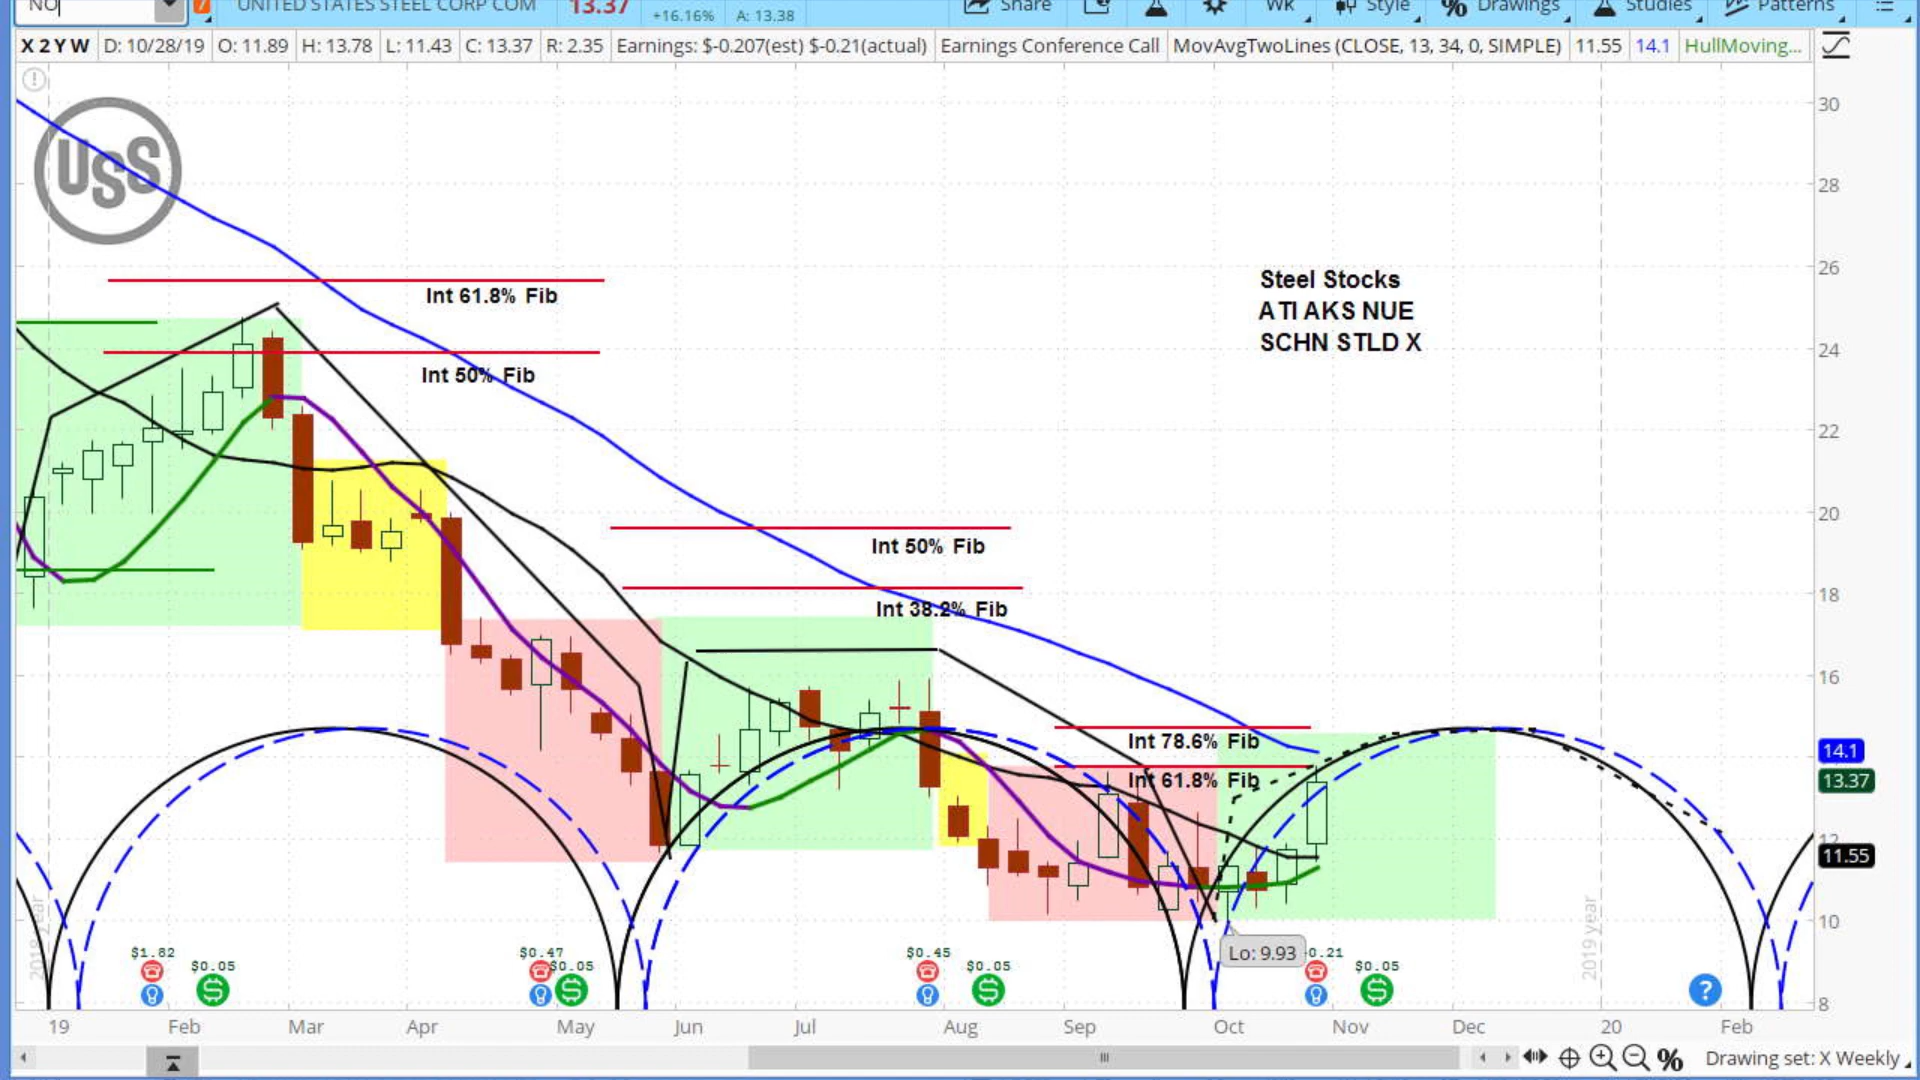 NO
UNITED STATES STEEL CORP COM 13.37 +16.16% A: 13.38 Share Wk Style Drawings Studies Patterns
X 2 Y W D: 10/28/19 O: 11.89 H: 13.78 L: 11.43 C: 13.37 R: 2.35 Earnings: $-0.207(est) $-0.21(actual) Earnings Conference Call MovAvgTwoLines (CLOSE, 13, 34, 0, SIMPLE) 11.55 14.1 HullMoving...
USS
30
28
26
24
22
20
18
16
14.1
13.37
12
11.55
10
8
Steel Stocks
ATI AKS NUE
SCHN STLD X
Int 61.8% Fib
Int 50% Fib
Int 50% Fib
Int 38.2% Fib
Int 78.6% Fib
Int 61.8% Fib
Lo: 9.93
2018 year
2019 year
$1.82 $0.05 $0.47 $0.05 $0.45 $0.05 -0.21 $0.05
19 Feb Mar Apr May Jun Jul Aug Sep Oct Nov Dec 20 Feb
Drawing set: X Weekly